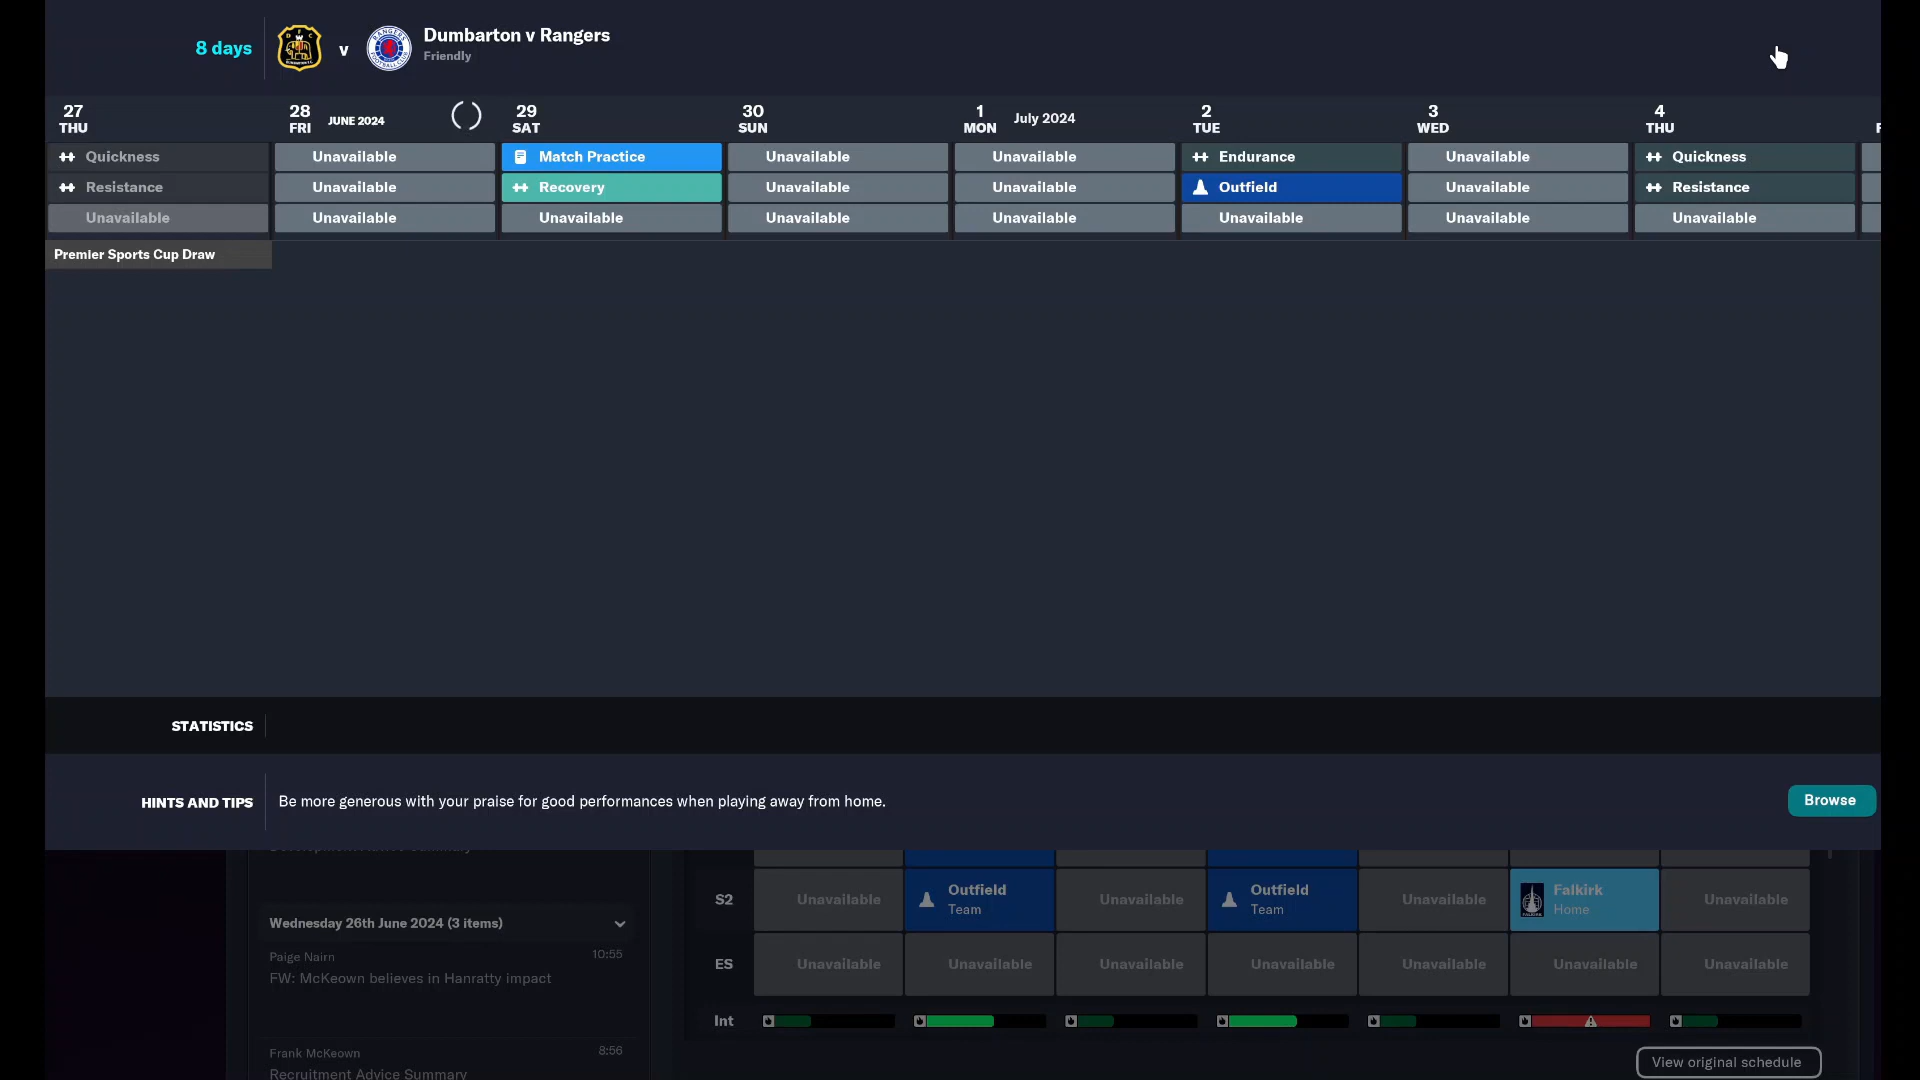 8 days
v
Dumbarton v Rangers
Friendly
27
THU
28
FRI
JUNE 2024
29
SAT
30
SUN
1
MON
July 2024
2
TUE
3
WED
4
THU
Quickness
Unavailable
Match Practice
Unavailable
Unavailable
Endurance
Unavailable
Quickness
Resistance
Unavailable
Recovery
Unavailable
Unavailable
Outfield
Unavailable
Resistance
Unavailable
Unavailable
Unavailable
Unavailable
Unavailable
Unavailable
Unavailable
Unavailable
Premier Sports Cup Draw
STATISTICS
HINTS AND TIPS
Be more generous with your praise for good performances when playing away from home.
Browse
Wednesday 26th June 2024 (3 items)
Paige Nairn
10:55
FW: McKeown believes in Hanratty impact
Frank McKeown
8:56
Recruitment Advice Summary
S2
Unavailable
Outfield
Team
Unavailable
Outfield
Team
Unavailable
Falkirk
Home
Unavailable
ES
Unavailable
Unavailable
Unavailable
Unavailable
Unavailable
Unavailable
Unavailable
Int
View original schedule